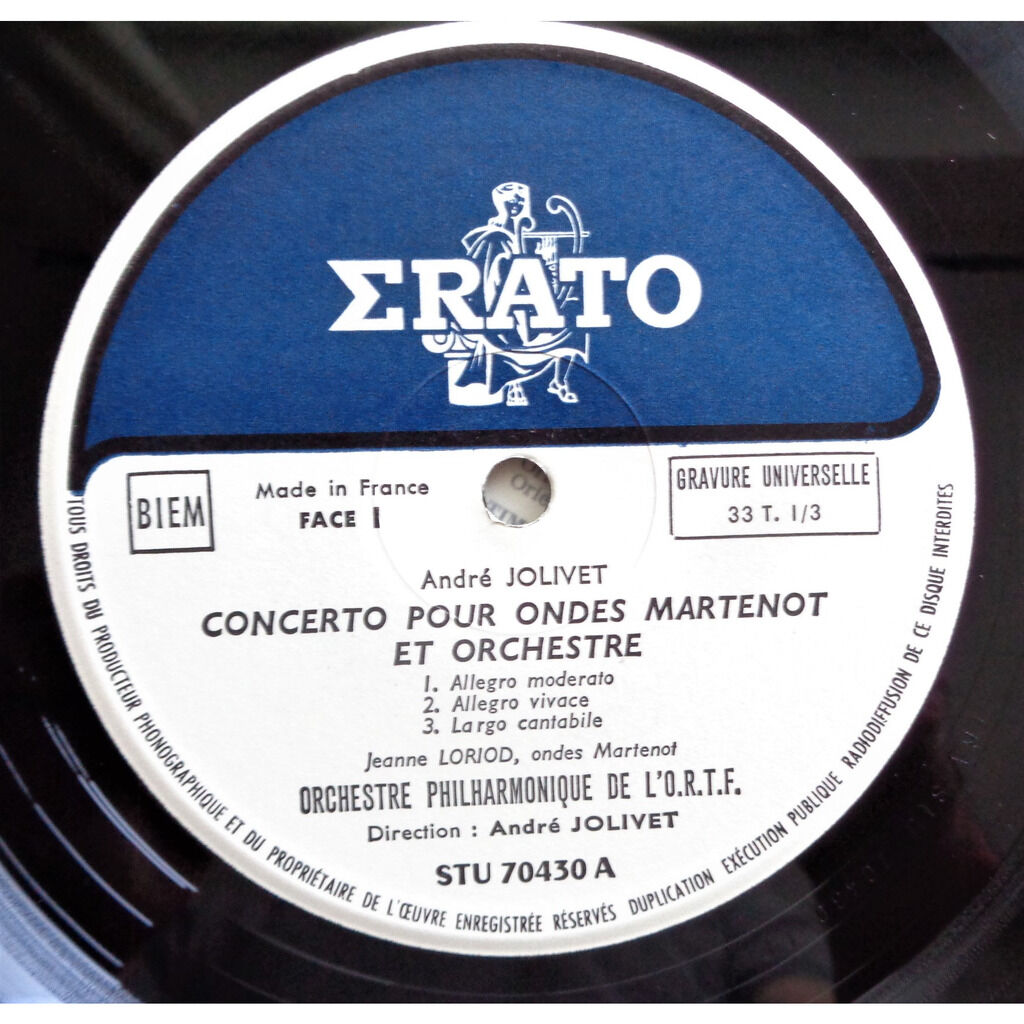 ΣRATO
BIEM
Made in France
FACE 1
GRAVURE UNIVERSELLE
33 T. 1/3
André JOLIVET
CONCERTO POUR ONDES MARTENOT
ET ORCHESTRE
1. Allegro moderato
2. Allegro vivace
3. Largo cantabile
Jeanne LORIOD, ondes Martenot
ORCHESTRE PHILHARMONIQUE DE L'O.R.T.F.
Direction : André JOLIVET
STU 70430 A
TOUS DROITS DU PRODUCTEUR PHONOGRAPHIQUE ET DU PROPRIÉTAIRE DE L'ŒUVRE ENREGISTRÉE RÉSERVÉS DUPLICATION EXÉCUTION PUBLIQUE RADIODIFFUSION DE CE DISQUE INTERDITES